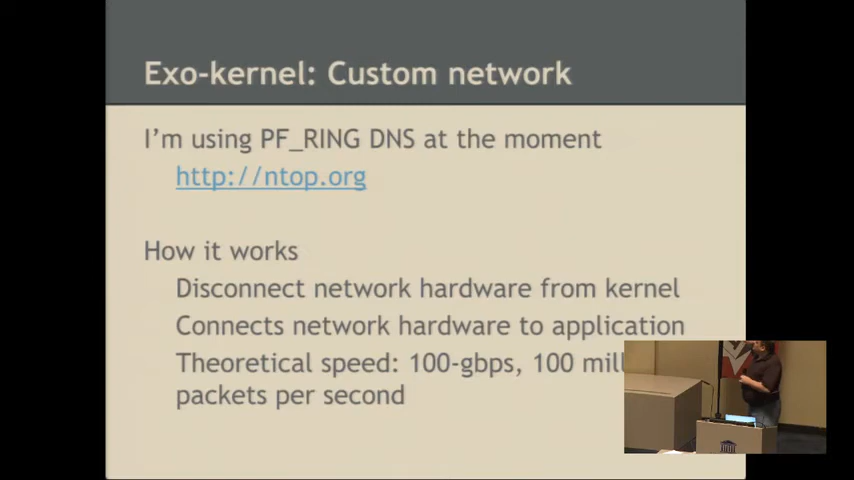 Exo-kernel: Custom network
I'm using PF_RING DNS at the moment
http://ntop.org
How it works
Disconnect network hardware from kernel
Connects network hardware to application
Theoretical speed: 100-gbps, 100
packets per second